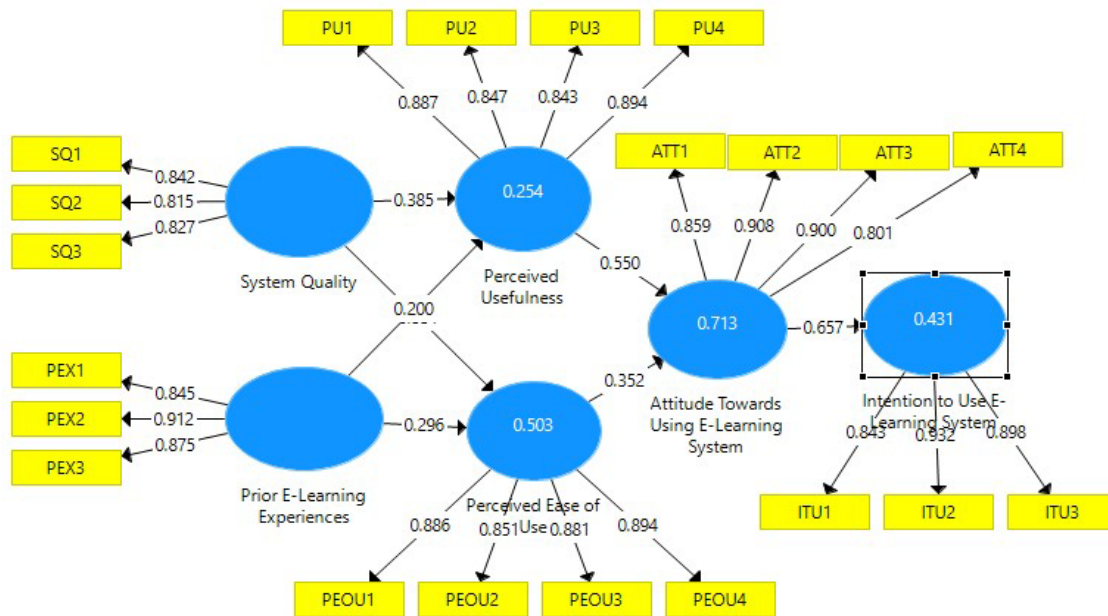 PU1
PU2
PU3
PU4
0.887
0.847
0.843
0.894
SQ1
SQ2
SQ3
0.842
0.815
0.827
System Quality
0.385
0.254
Perceived
Usefulness
ATT1
ATT2
ATT3
ATT4
0.859
0.908
0.900
0.801
0.550
0.200
0.713
Attitude Towards
Using E-Learning
System
0.657
0.431
Intention to Use E-
Learning System
0.352
PEX1
PEX2
PEX3
0.845
0.912
0.875
Prior E-Learning
Experiences
0.296
0.503
Perceived Ease of
Use
0.843
0.932
0.898
ITU1
ITU2
ITU3
0.886
0.851
0.881
0.894
PEOU1
PEOU2
PEOU3
PEOU4